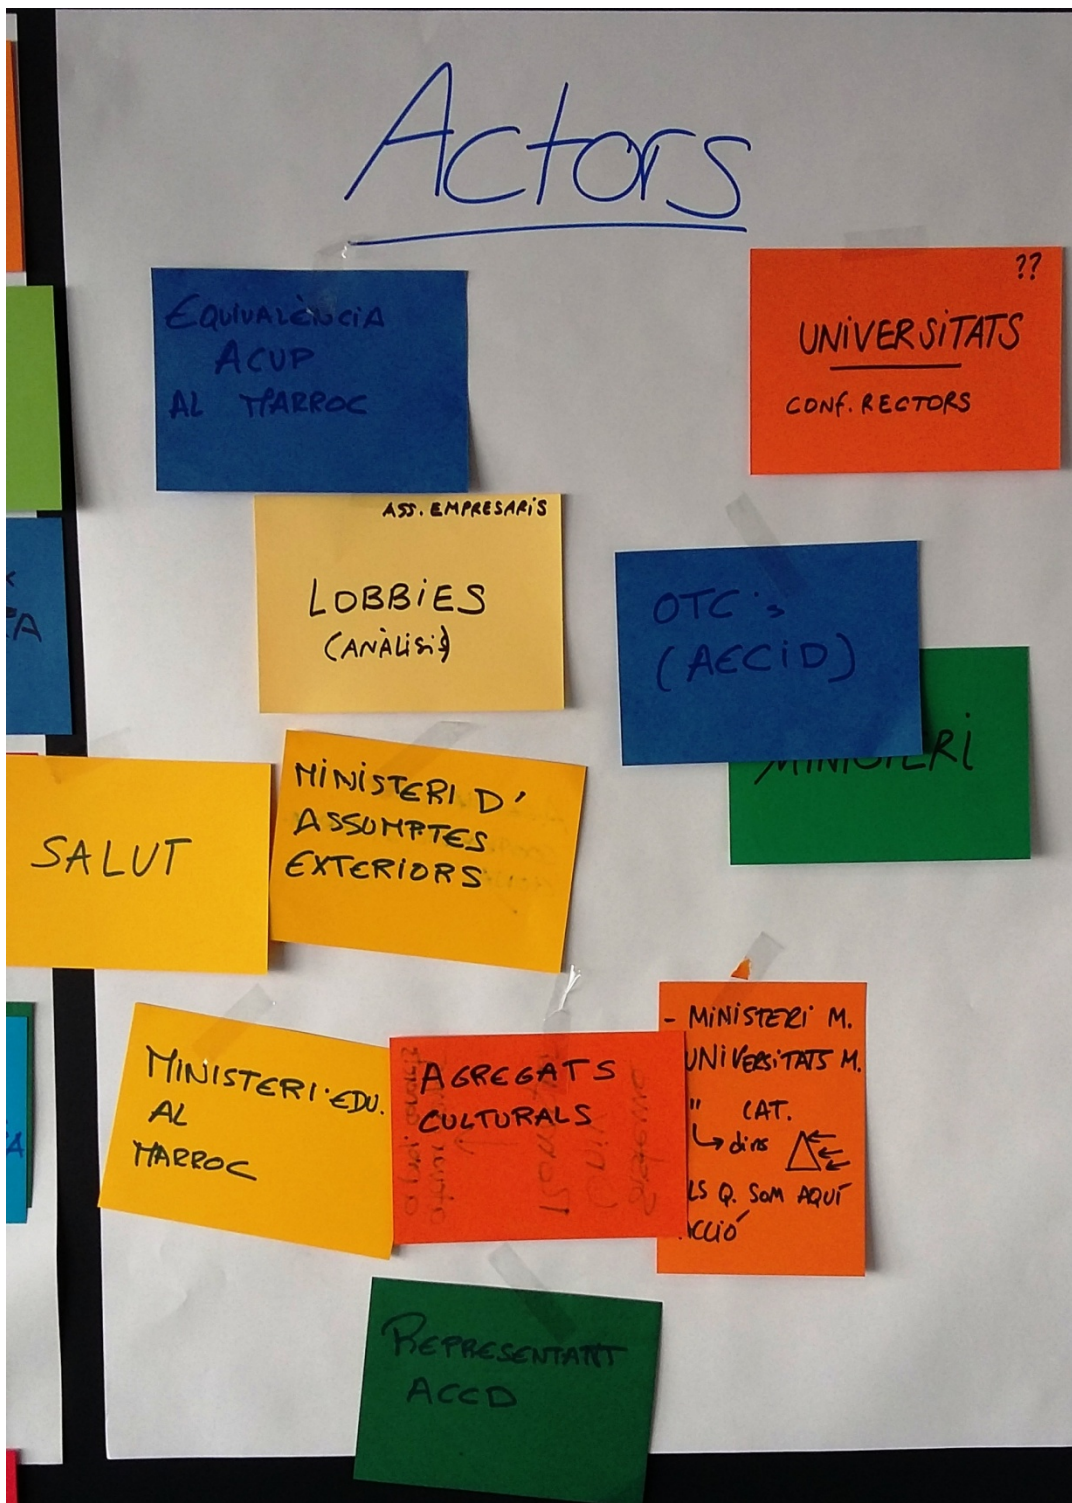 Actors
EQUIVALÈNCIA
ACUP
AL MARROC
??
UNIVERSITATS
CONF. RECTORS
ASS. EMPRESARIS
LOBBIES
(ANÀLISI)
OTC's
(AECID)
MINISTERI
SALUT
MINISTERI D'
ASSUMPTES
EXTERIORS
MINISTERI EDU.
AL
MARROC
AGREGATS
CULTURALS
- MINISTERI M.
UNIVERSITATS M.
" CAT.
↳ dins
LS Q. SOM AQUÍ
CCIÓ
REPRESENTANT
ACCD